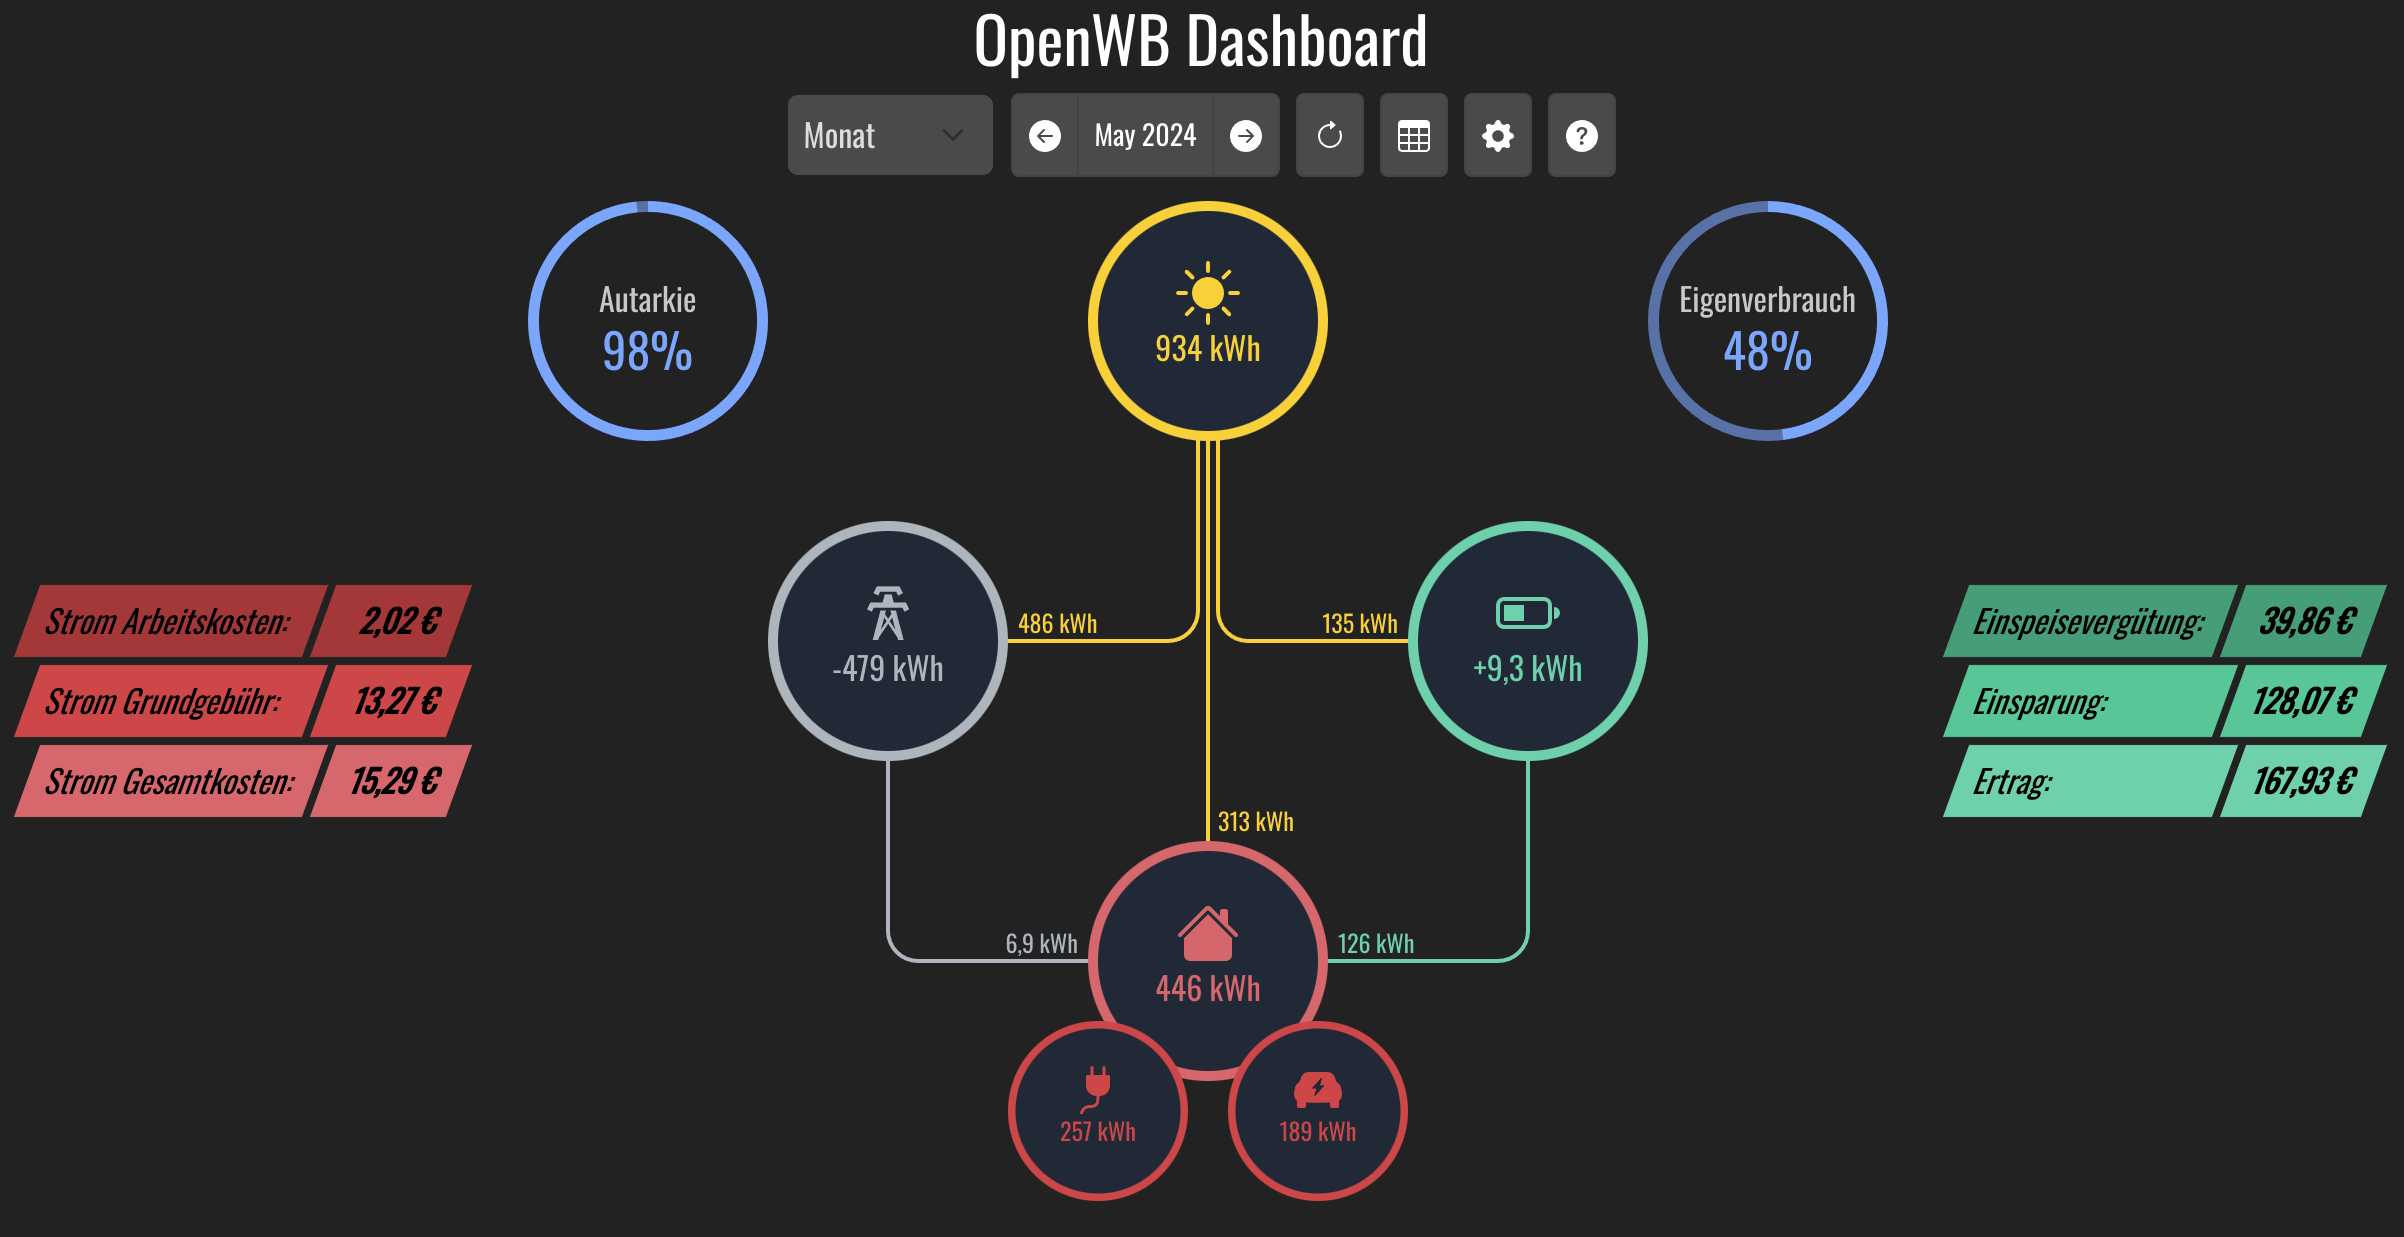 OpenWB Dashboard
Monat
May 2024
?
Autarkie
98%
934 kWh
Eigenverbrauch
48%
486 kWh
135 kWh
-479 kWh
+9,3 kWh
Strom Arbeitskosten: 2,02 €
Strom Grundgebühr: 13,27 €
Strom Gesamtkosten: 15,29 €
Einspeisevergütung: 39,86 €
Einsparung: 128,07 €
Ertrag: 167,93 €
313 kWh
6,9 kWh
126 kWh
446 kWh
257 kWh
189 kWh